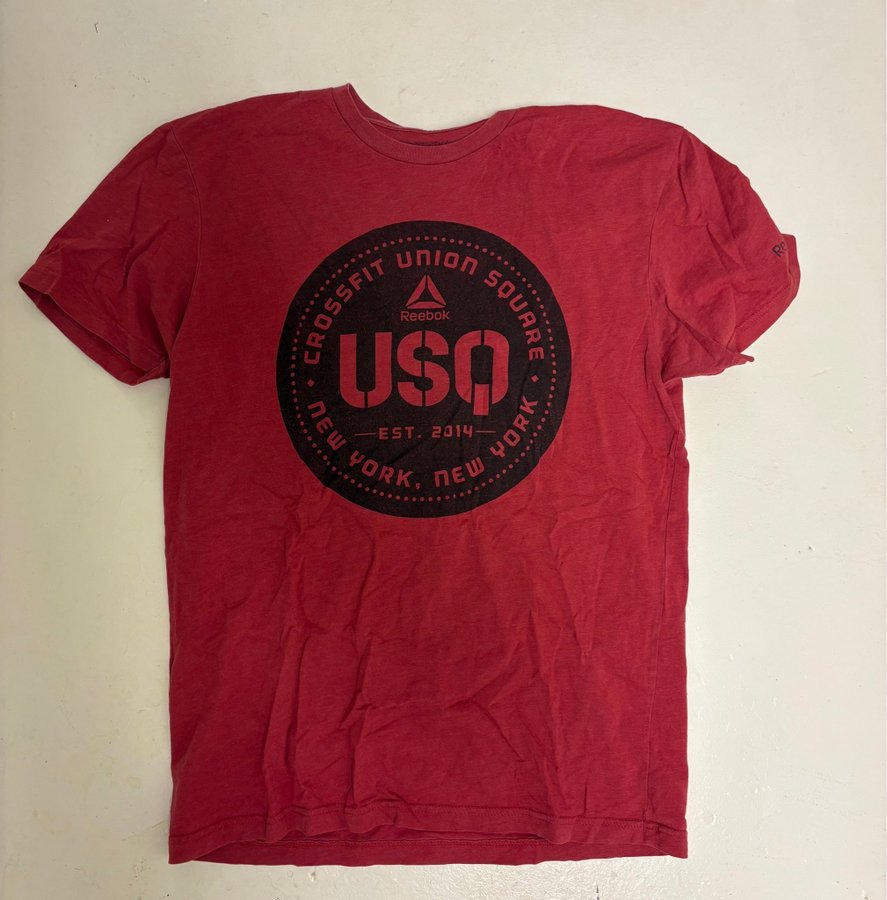 CROSSFIT UNION SQUARE
Reebok
USQ
EST. 2014
NEW YORK, NEW YORK